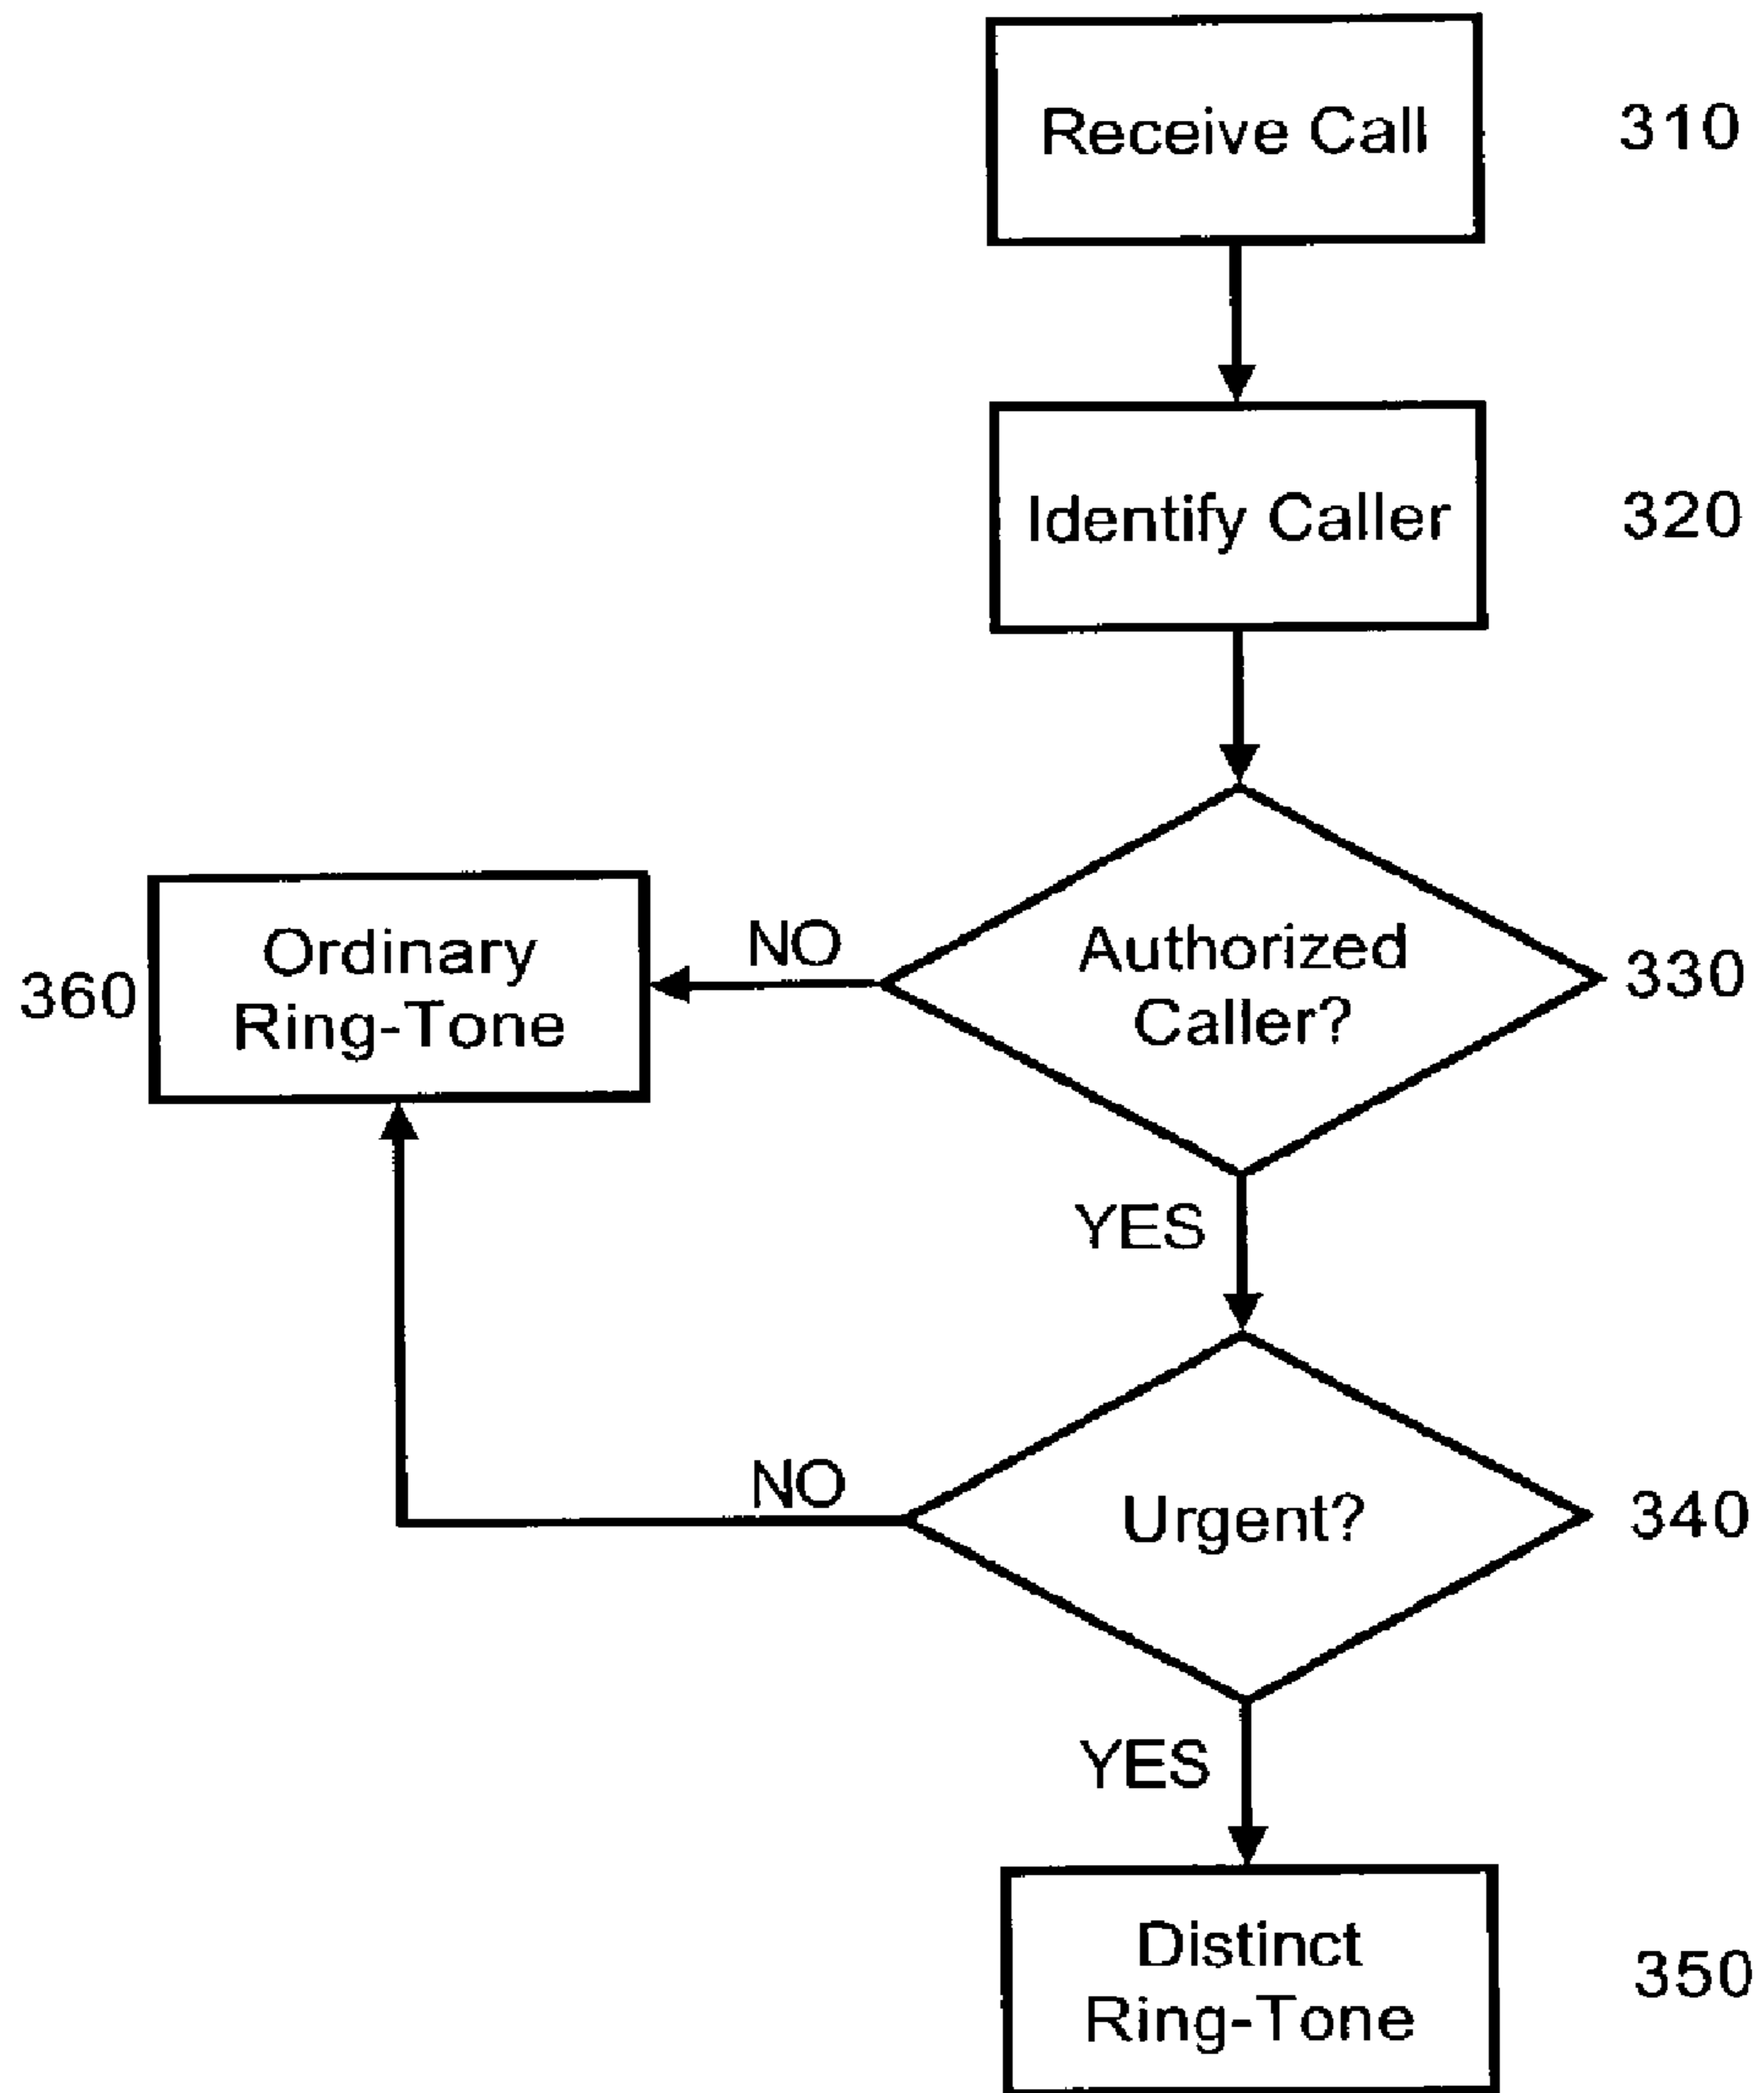 Receive Call
310
Identify Caller
320
Authorized
Caller?
330
NO
Ordinary
Ring-Tone
360
YES
Urgent?
340
NO
YES
Distinct
Ring-Tone
350